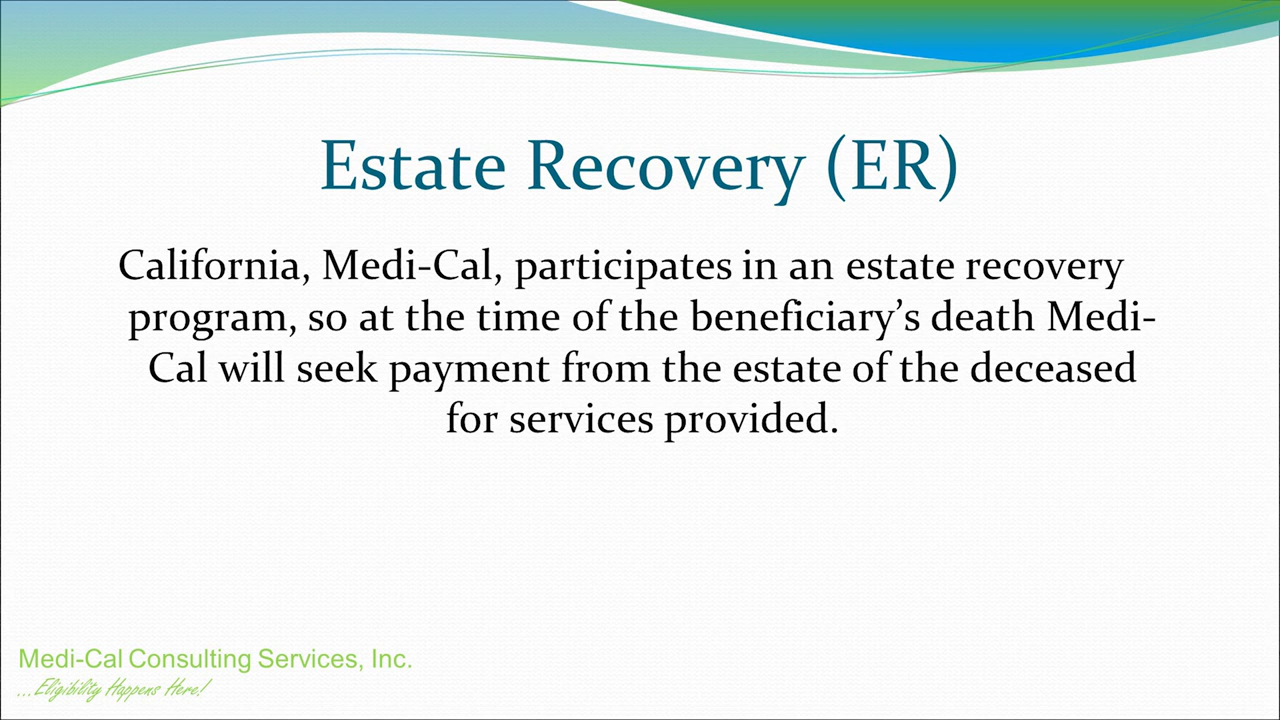 Estate Recovery (ER)
California, Medi-Cal, participates in an estate recovery
program, so at the time of the beneficiary’s death Medi-
Cal will seek payment from the estate of the deceased
for services provided.
Medi-Cal Consulting Services, Inc.
...Eligibility Happens Here!